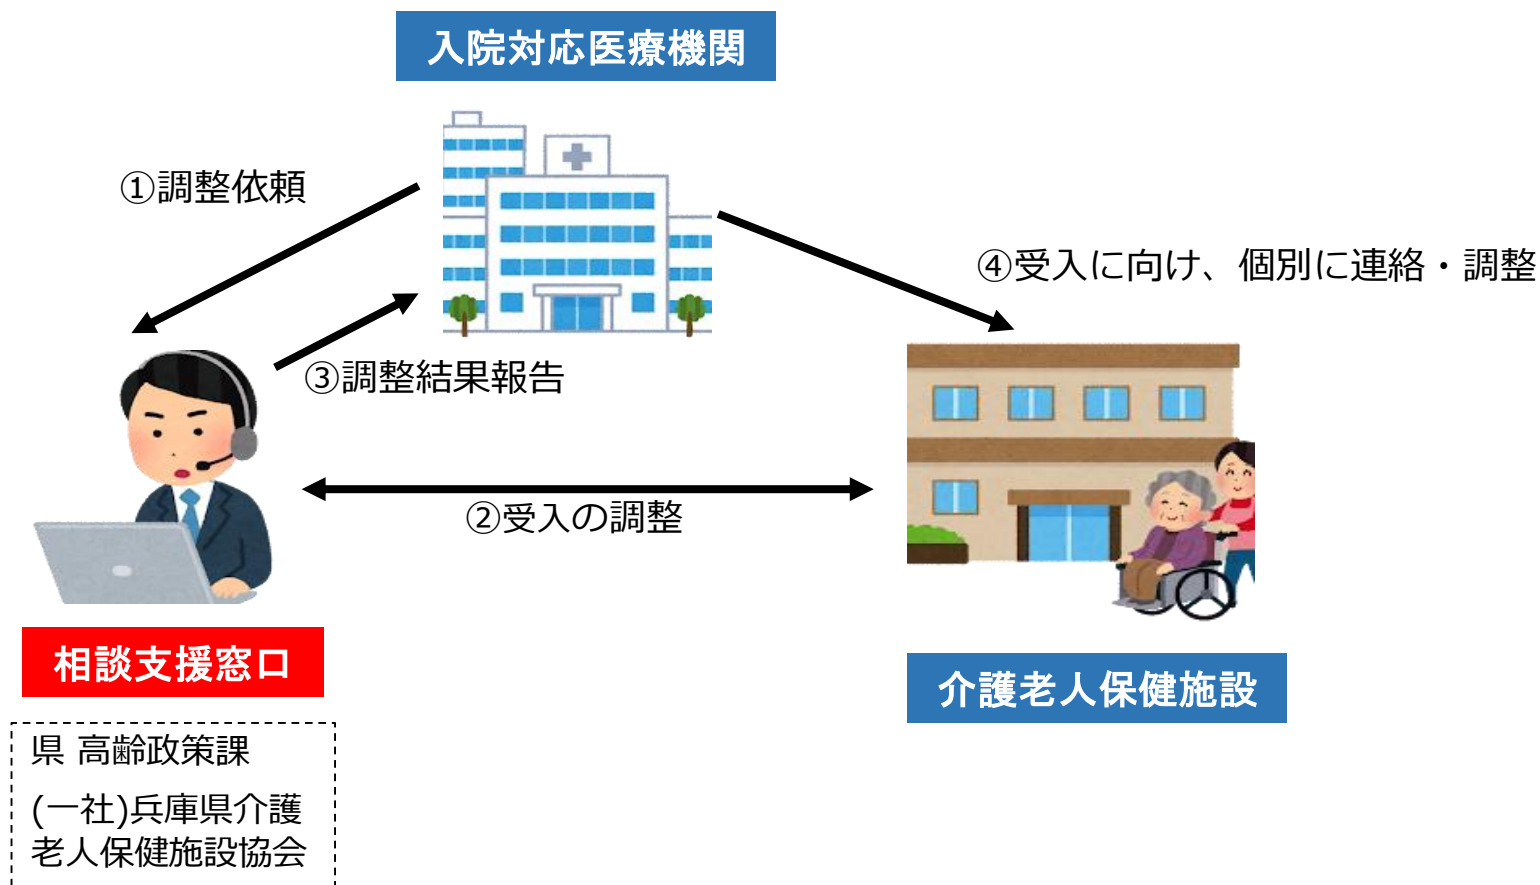 入院対応医療機関
①調整依頼
④受入に向け、個別に連絡・調整
③調整結果報告
②受入の調整
相談支援窓口
介護老人保健施設
県 高齢政策課
(一社)兵庫県介護
老人保健施設協会